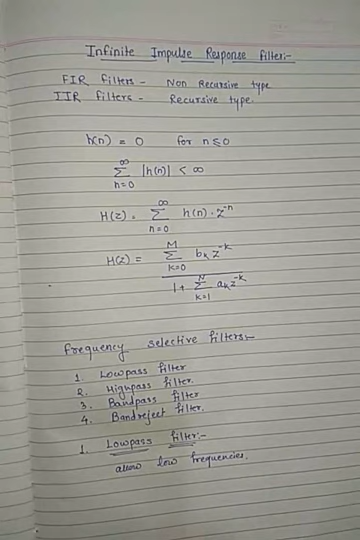 Infinite Impulse Response filter:-
FIR filters - Non Recursive type
IIR filters - Recursive type.
h(n) = 0 for n ≤ 0
∞
Σ |h(n)| < ∞
n=0
∞
H(z) = Σ h(n) · z⁻ⁿ
n=0
M
H(z) = Σ bₖ z⁻ᵏ
k=0
N
1+ Σ aₖ z⁻ᵏ
k=1
frequency selective filters:-
1. Lowpass filter
2. Highpass filter.
3. Bandpass filter
4. Bandreject filter.
1. Lowpass filter:-
allow low frequencies.